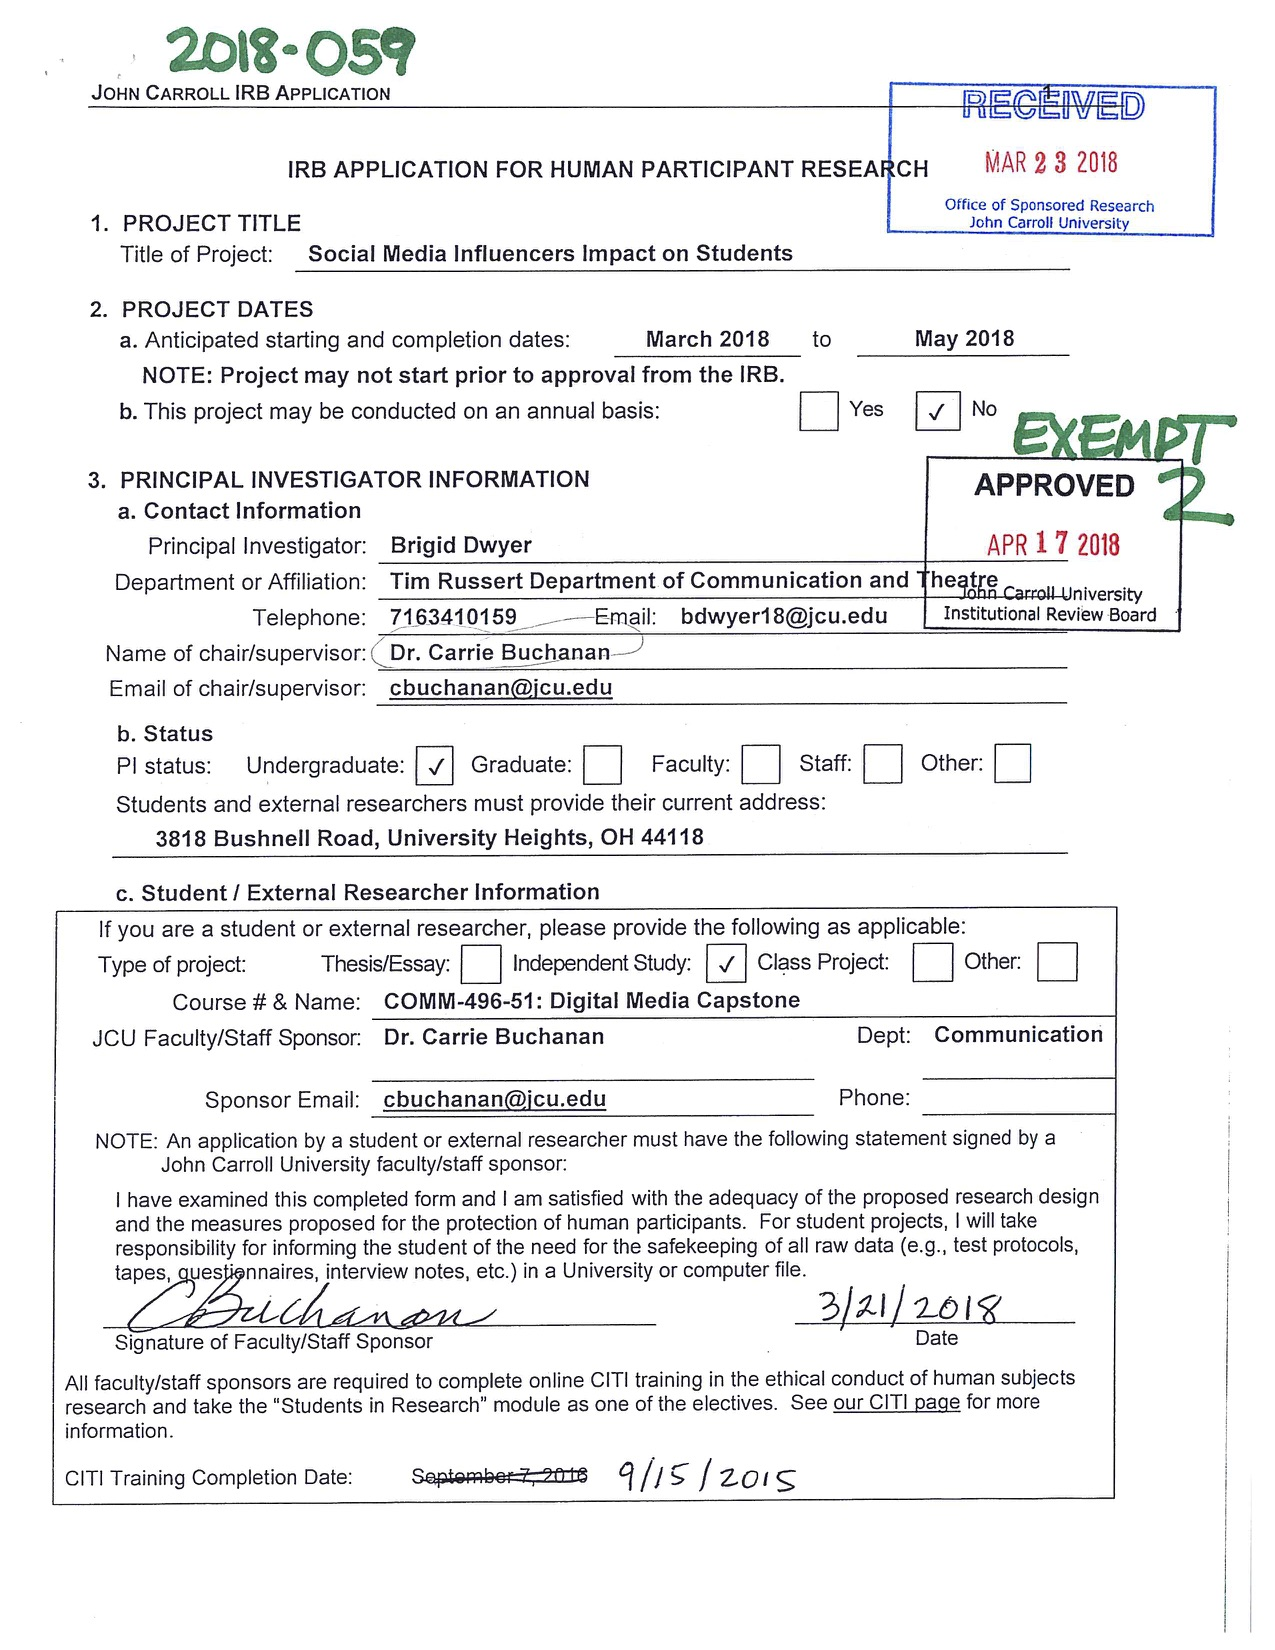 2018-059
JOHN CARROLL IRB APPLICATION
1
RECEIVED
MAR 23 2018
Office of Sponsored Research
John Carroll University
IRB APPLICATION FOR HUMAN PARTICIPANT RESEARCH
1. PROJECT TITLE
Title of Project: Social Media Influencers Impact on Students
2. PROJECT DATES
a. Anticipated starting and completion dates: March 2018 to May 2018
NOTE: Project may not start prior to approval from the IRB.
b. This project may be conducted on an annual basis: Yes ✓ No
EXEMPT
2
APPROVED
APR 17 2018
John Carroll University
Institutional Review Board
3. PRINCIPAL INVESTIGATOR INFORMATION
a. Contact Information
Principal Investigator: Brigid Dwyer
Department or Affiliation: Tim Russert Department of Communication and Theatre
Telephone: 7163410159 Email: bdwyer18@jcu.edu
Name of chair/supervisor: Dr. Carrie Buchanan
Email of chair/supervisor: cbuchanan@jcu.edu
b. Status
PI status: Undergraduate: ✓ Graduate: Faculty: Staff: Other:
Students and external researchers must provide their current address:
3818 Bushnell Road, University Heights, OH 44118
c. Student / External Researcher Information
If you are a student or external researcher, please provide the following as applicable:
Type of project: Thesis/Essay: Independent Study: ✓ Class Project: Other:
Course # & Name: COMM-496-51: Digital Media Capstone
JCU Faculty/Staff Sponsor: Dr. Carrie Buchanan Dept: Communication
Sponsor Email: cbuchanan@jcu.edu Phone:
NOTE: An application by a student or external researcher must have the following statement signed by a
John Carroll University faculty/staff sponsor:
I have examined this completed form and I am satisfied with the adequacy of the proposed research design
and the measures proposed for the protection of human participants. For student projects, I will take
responsibility for informing the student of the need for the safekeeping of all raw data (e.g., test protocols,
tapes, questionnaires, interview notes, etc.) in a University or computer file.
CBuchanan 3/21/2018
Signature of Faculty/Staff Sponsor Date
All faculty/staff sponsors are required to complete online CITI training in the ethical conduct of human subjects
research and take the "Students in Research" module as one of the electives. See our CITI page for more
information.
CITI Training Completion Date: September 7, 2016 9/15/2015